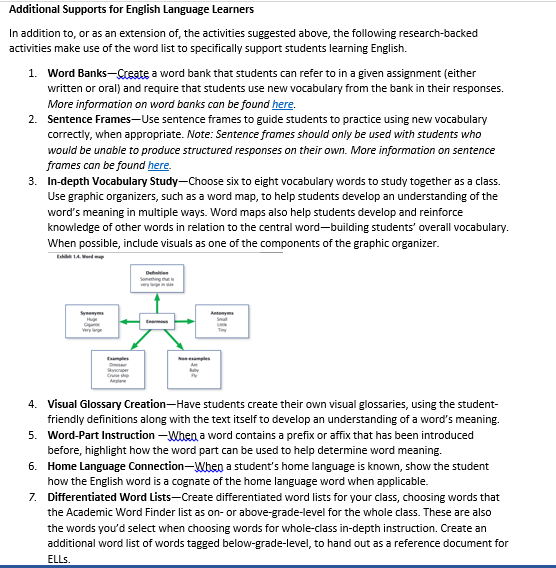 Additional Supports for English Language Learners
In addition to, or as an extension of, the activities suggested above, the following research-backed
activities make use of the word list to specifically support students learning English.
1. Word Banks—Create a word bank that students can refer to in a given assignment (either
written or oral) and require that students use new vocabulary from the bank in their responses.
More information on word banks can be found here.
2. Sentence Frames—Use sentence frames to guide students to practice using new vocabulary
correctly, when appropriate. Note: Sentence frames should only be used with students who
would be unable to produce structured responses on their own. More information on sentence
frames can be found here.
3. In-depth Vocabulary Study—Choose six to eight vocabulary words to study together as a class.
Use graphic organizers, such as a word map, to help students develop an understanding of the
word's meaning in multiple ways. Word maps also help students develop and reinforce
knowledge of other words in relation to the central word—building students' overall vocabulary.
When possible, include visuals as one of the components of the graphic organizer.
Exhibit 1.4. Word map
Definition
Something that is
very large in size
Synonyms
Huge
Gigantic
Very large
Enormous
Antonyms
Small
Little
Tiny
Examples
Dinosaur
Skyscraper
Cruise ship
Airplane
Non-examples
Ant
Baby
Fly
4. Visual Glossary Creation—Have students create their own visual glossaries, using the student-
friendly definitions along with the text itself to develop an understanding of a word's meaning.
5. Word-Part Instruction —When a word contains a prefix or affix that has been introduced
before, highlight how the word part can be used to help determine word meaning.
6. Home Language Connection—When a student's home language is known, show the student
how the English word is a cognate of the home language word when applicable.
7. Differentiated Word Lists—Create differentiated word lists for your class, choosing words that
the Academic Word Finder list as on- or above-grade-level for the whole class. These are also
the words you'd select when choosing words for whole-class in-depth instruction. Create an
additional word list of words tagged below-grade-level, to hand out as a reference document for
ELLs.